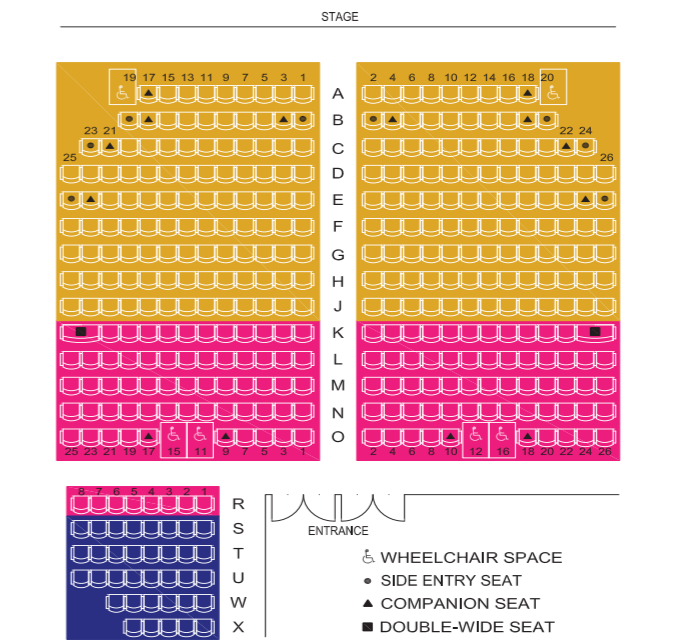 STAGE
19 17 15 13 11 9 7 5 3 1 2 4 6 8 10 12 14 16 18 20
A
B
23 21 22 24
C
25 26
D
E
F
G
H
J
K
L
M
N
O
25 23 21 19 17 15 11 9 7 5 3 1 2 4 6 8 10 12 16 18 20 22 24 26
8 7 6 5 4 3 2 1
R
S
ENTRANCE
T
WHEELCHAIR SPACE
U
SIDE ENTRY SEAT
W
COMPANION SEAT
X
DOUBLE-WIDE SEAT